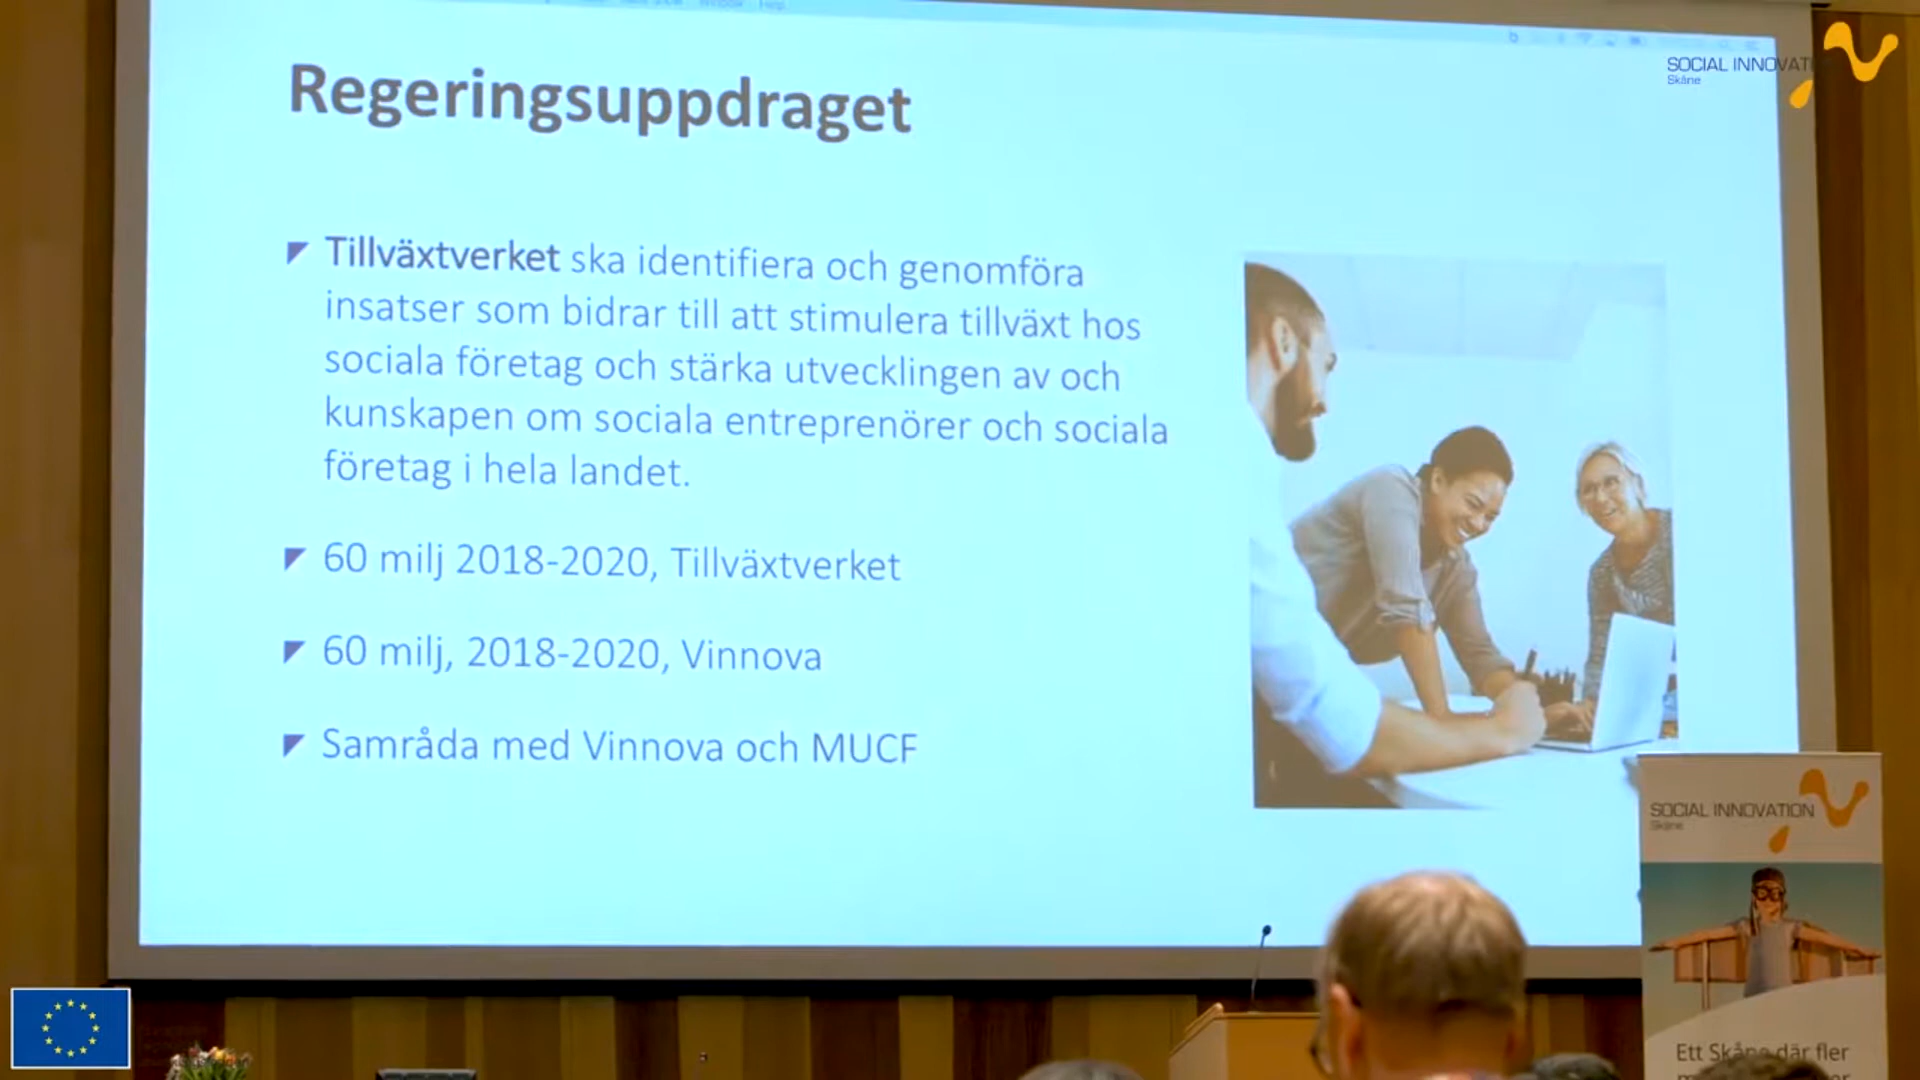 Regeringsuppdraget
SOCIAL INNOVATI
Skåne
Tillväxtverket ska identifiera och genomföra
insatser som bidrar till att stimulera tillväxt hos
sociala företag och stärka utvecklingen av och
kunskapen om sociala entreprenörer och sociala
företag i hela landet.
60 milj 2018-2020, Tillväxtverket
60 milj, 2018-2020, Vinnova
Samråda med Vinnova och MUCF
SOCIAL INNOVATION
Skåne
Ett Skåne där fler